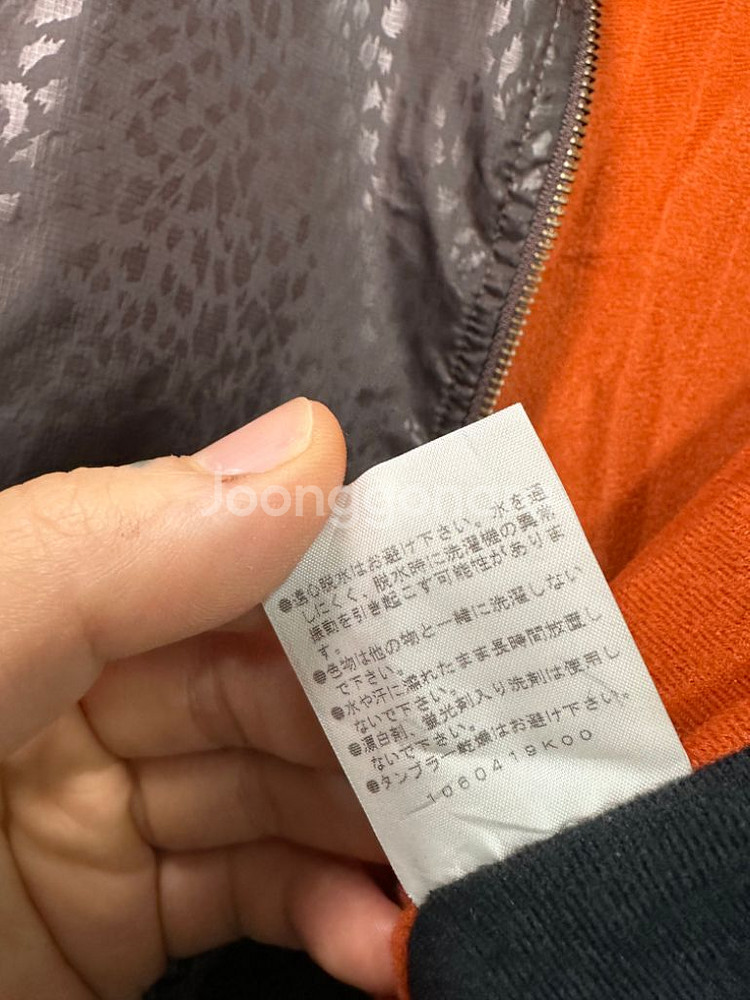 Joonggonara
●遠心脱水はお避け下さい。水を通
しにくく、脱水時に洗濯機の異常
振動を引き起こす可能性がありま
す。
●色物は他の物と一緒に洗濯しない
で下さい。
●水や汗に濡れたまま長時間放置し
ないで下さい。
●漂白剤、蛍光剤入り洗剤は使用し
ないで下さい。
●タンブラー乾燥はお避け下さい。
1060419K00